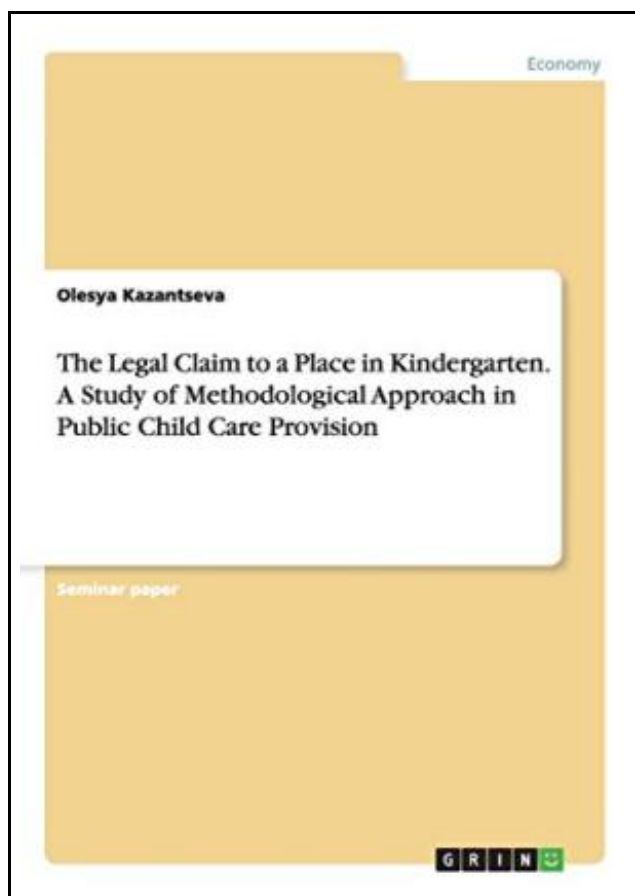 Economy
Olesya Kazantseva
The Legal Claim to a Place in Kindergarten.
A Study of Methodological Approach in
Public Child Care Provision
Seminar paper
GRIN